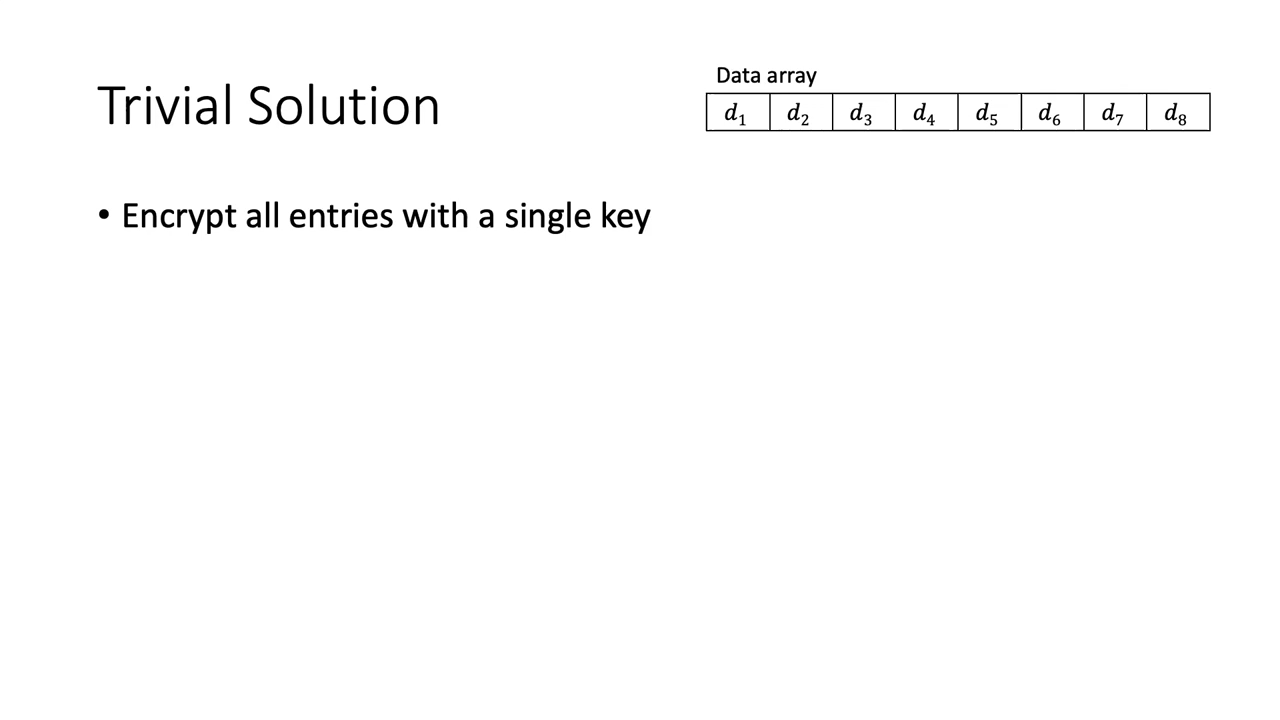 Trivial Solution
Data array
d₁ d₂ d₃ d₄ d₅ d₆ d₇ d₈
• Encrypt all entries with a single key